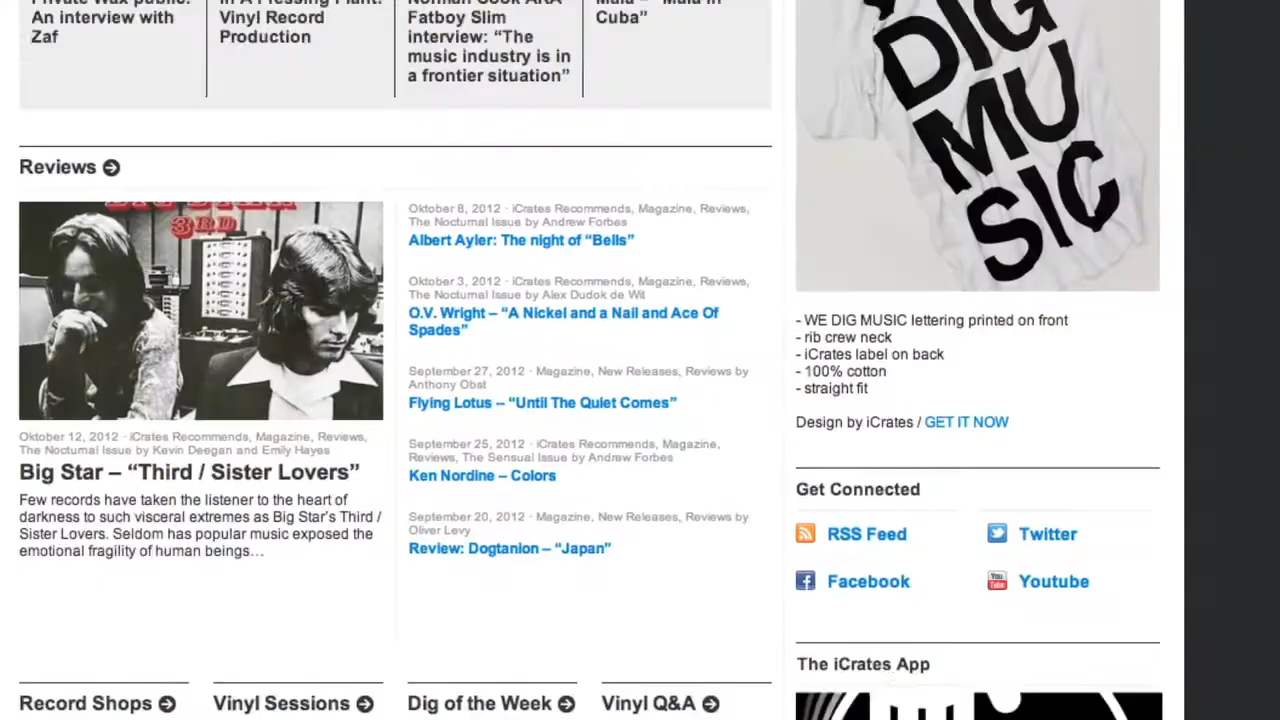 Private Wax public:
An interview with
Zaf
In A Pressing Plant:
Vinyl Record
Production
Norman Cook AKA
Fatboy Slim
interview: “The
music industry is in
a frontier situation”
Mala – “Mala in
Cuba”
Reviews
3RD
Oktober 12, 2012 · iCrates Recommends, Magazine, Reviews,
The Nocturnal Issue by Kevin Deegan and Emily Hayes
Big Star – “Third / Sister Lovers”
Few records have taken the listener to the heart of
darkness to such visceral extremes as Big Star’s Third /
Sister Lovers. Seldom has popular music exposed the
emotional fragility of human beings…
Oktober 8, 2012 · iCrates Recommends, Magazine, Reviews,
The Nocturnal Issue by Andrew Forbes
Albert Ayler: The night of “Bells”
Oktober 3, 2012 · iCrates Recommends, Magazine, Reviews,
The Nocturnal Issue by Alex Dudok de Wit
O.V. Wright – “A Nickel and a Nail and Ace Of
Spades”
September 27, 2012 · Magazine, New Releases, Reviews by
Anthony Obst
Flying Lotus – “Until The Quiet Comes”
September 25, 2012 · iCrates Recommends, Magazine,
Reviews, The Sensual Issue by Andrew Forbes
Ken Nordine – Colors
September 20, 2012 · Magazine, New Releases, Reviews by
Oliver Levy
Review: Dogtanion – “Japan”
Record Shops
Vinyl Sessions
Dig of the Week
Vinyl Q&A
DIG
MU
SIC
- WE DIG MUSIC lettering printed on front
- rib crew neck
- iCrates label on back
- 100% cotton
- straight fit
Design by iCrates / GET IT NOW
Get Connected
RSS Feed
Twitter
Facebook
You
Tube
Youtube
The iCrates App